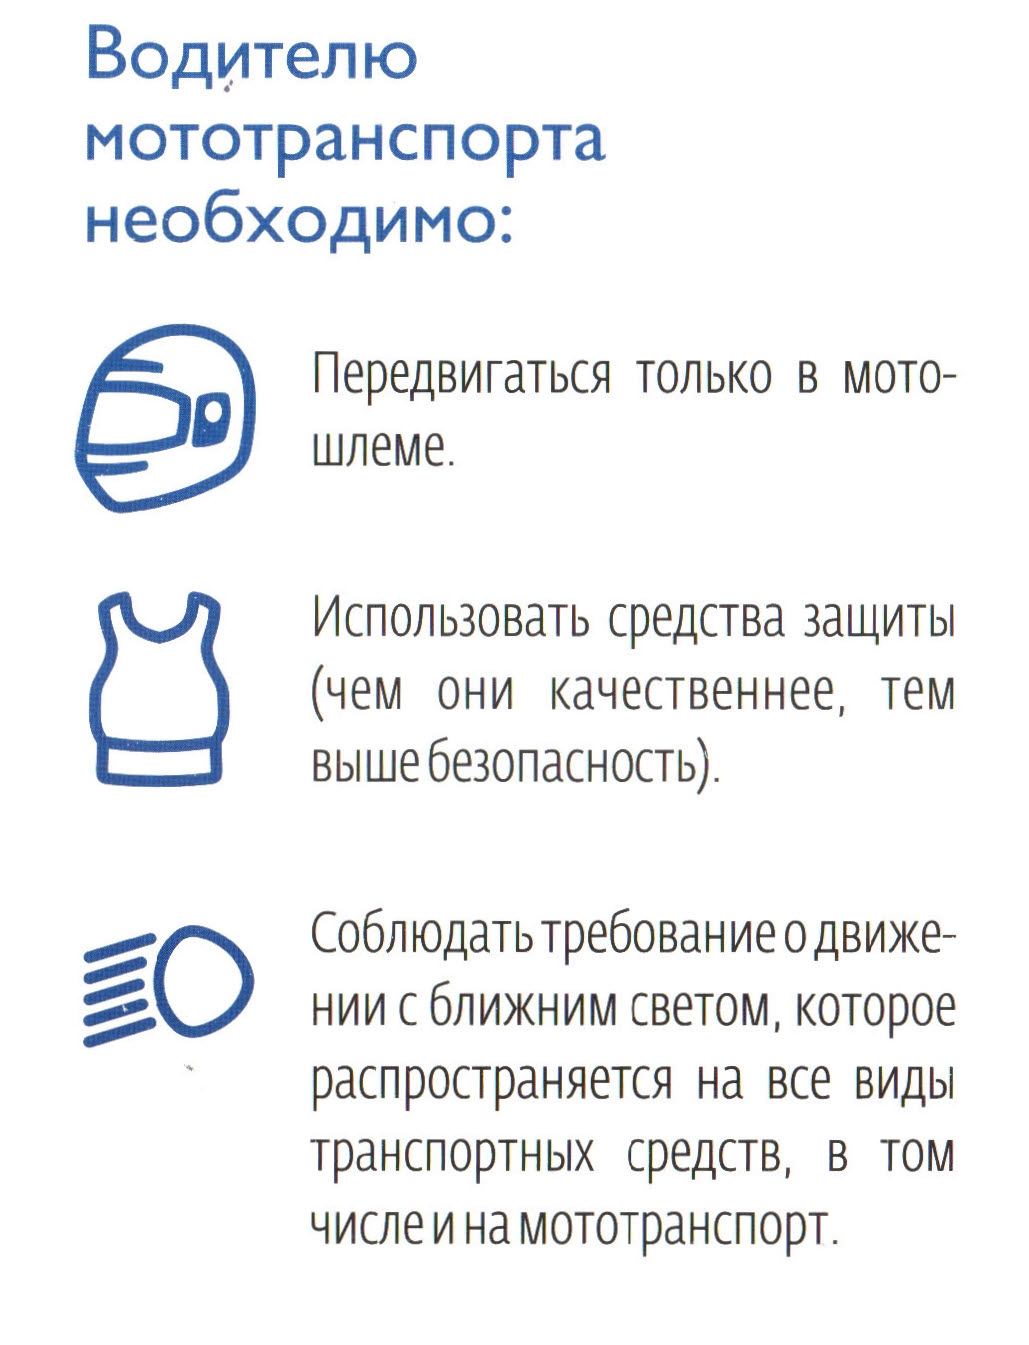 Водителю
мототранспорта
необходимо:
Передвигаться только в мото-
шлеме.
Использовать средства защиты
(чем они качественнее, тем
выше безопасность).
Соблюдать требование о движе-
нии с ближним светом, которое
распространяется на все виды
транспортных средств, в том
числе и на мототранспорт.